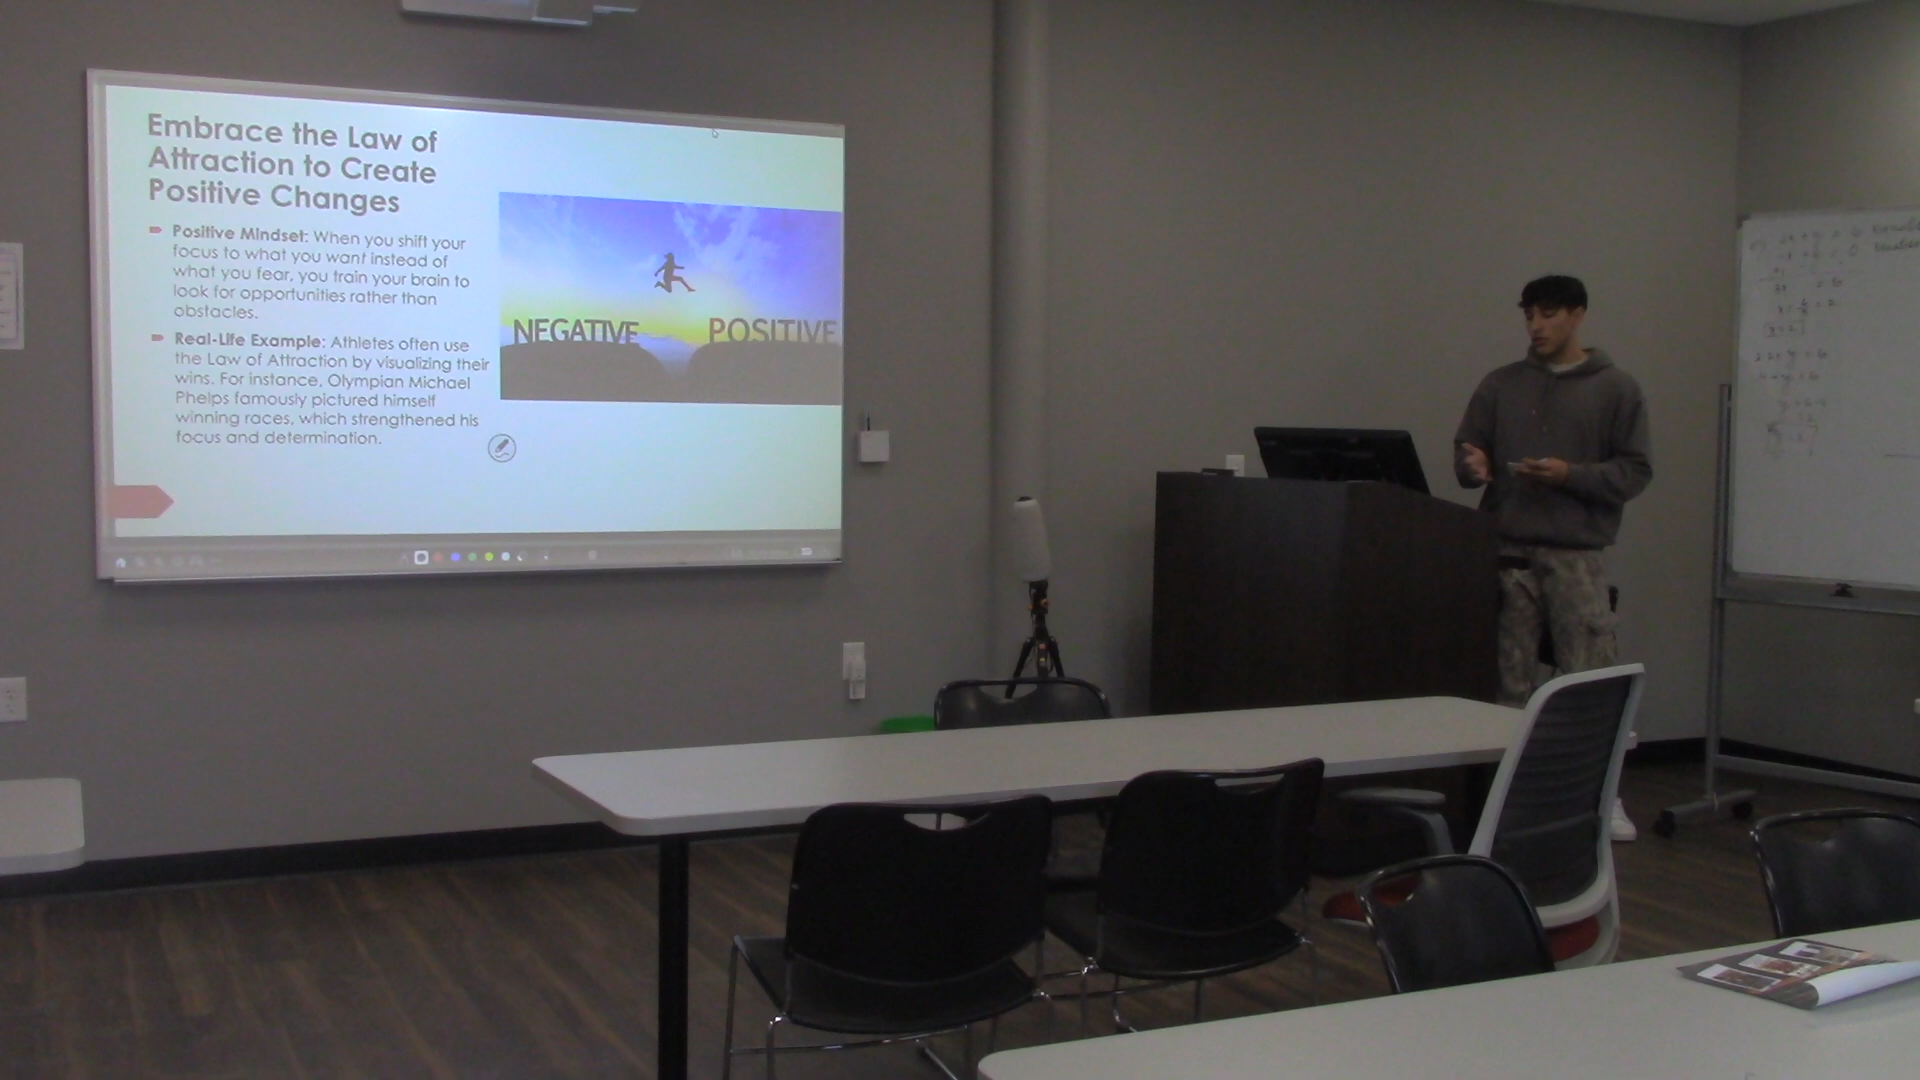 Embrace the Law of
Attraction to Create
Positive Changes
Positive Mindset: When you shift your
focus to what you want instead of
what you fear, you train your brain to
look for opportunities rather than
obstacles.
Real-Life Example: Athletes often use
the Law of Attraction by visualizing their
wins. For instance, Olympian Michael
Phelps famously pictured himself
winning races, which strengthened his
focus and determination.
NEGATIVE POSITIVE